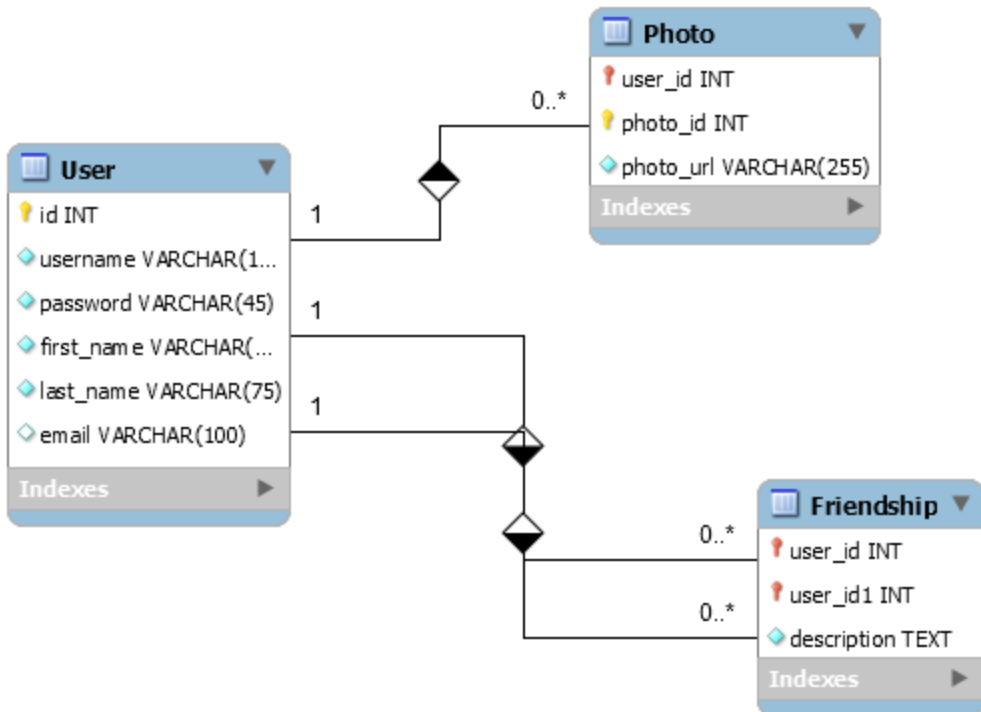 Photo
user_id INT
photo_id INT
photo_url VARCHAR(255)
Indexes
0..*
User
id INT
username VARCHAR(1...
password VARCHAR(45)
first_name VARCHAR(...
last_name VARCHAR(75)
email VARCHAR(100)
Indexes
1
1
1
0..*
0..*
Friendship
user_id INT
user_id1 INT
description TEXT
Indexes